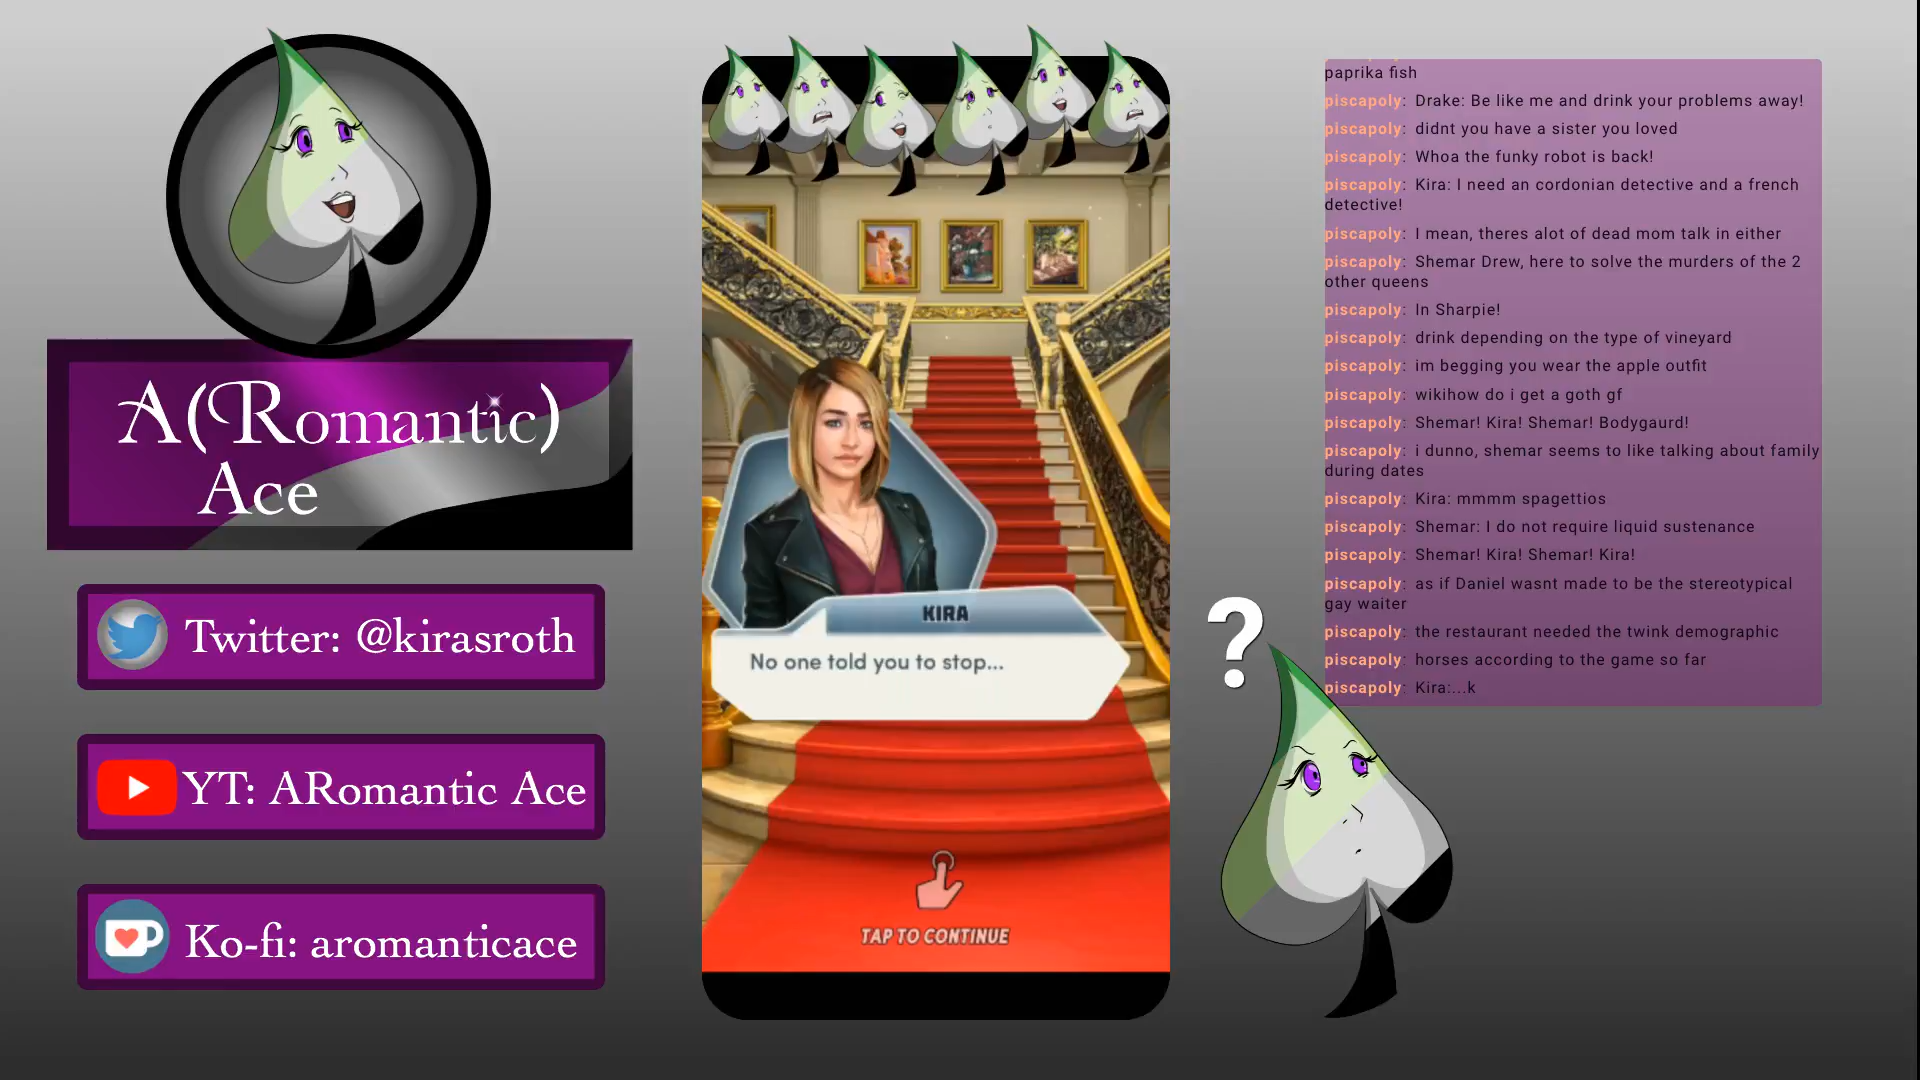 A(Romantic)
Ace
Twitter: @kirasroth
YT: ARomantic Ace
Ko-fi: aromanticace
KIRA
No one told you to stop...
TAP TO CONTINUE
?
paprika fish
piscapoly: Drake: Be like me and drink your problems away!
piscapoly: didnt you have a sister you loved
piscapoly: Whoa the funky robot is back!
piscapoly: Kira: I need an cordonian detective and a french
detective!
piscapoly: I mean, theres alot of dead mom talk in either
piscapoly: Shemar Drew, here to solve the murders of the 2
other queens
piscapoly: In Sharpie!
piscapoly: drink depending on the type of vineyard
piscapoly: im begging you wear the apple outfit
piscapoly: wikihow do i get a goth gf
piscapoly: Shemar! Kira! Shemar! Bodygaurd!
piscapoly: i dunno, shemar seems to like talking about family
during dates
piscapoly: Kira: mmmm spagettios
piscapoly: Shemar: I do not require liquid sustenance
piscapoly: Shemar! Kira! Shemar! Kira!
piscapoly: as if Daniel wasnt made to be the stereotypical
gay waiter
piscapoly: the restaurant needed the twink demographic
piscapoly: horses according to the game so far
piscapoly: Kira:...k